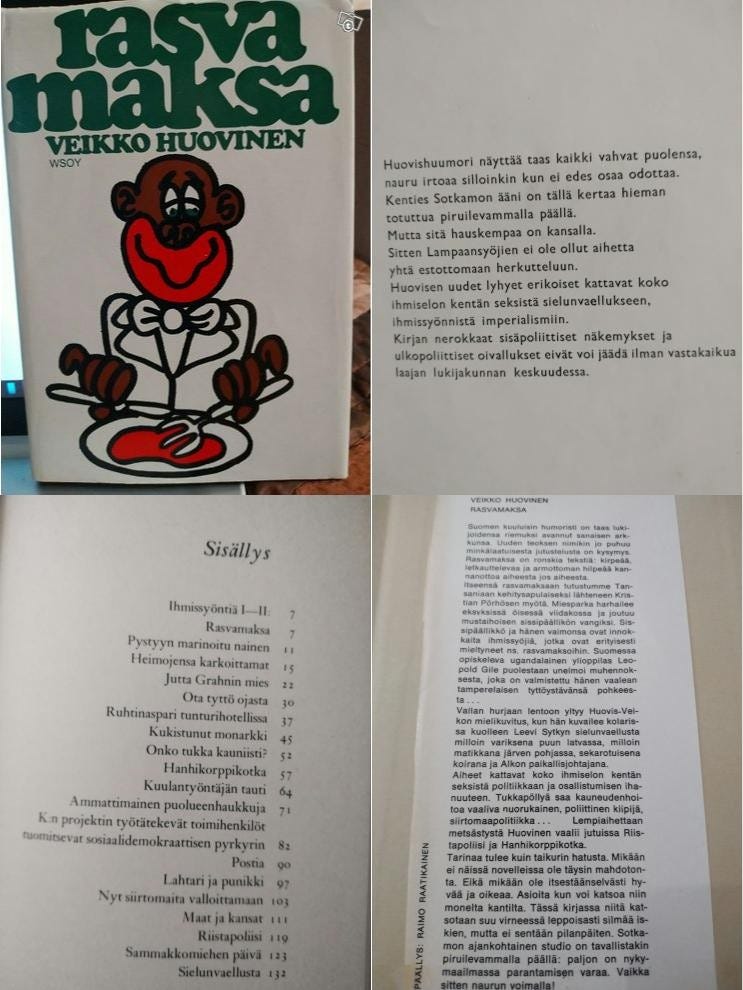 rasva
maksa
VEIKKO HUOVINEN
WSOY
Huovishuumori näyttää taas kaikki vahvat puolensa,
nauru irtoaa silloinkin kun ei edes osaa odottaa.
Kenties Sotkamon ääni on tällä kertaa hieman
totuttua piruilevammalla päällä.
Mutta sitä hauskempaa on kansalla.
Sitten Lampaansyöjien ei ole ollut aihetta
yhtä estottomaan herkutteluun.
Huovisen uudet lyhyet erikoiset kattavat koko
ihmiselon kentän seksistä sielunvaellukseen,
ihmissyönnistä imperialismiin.
Kirjan nerokkaat sisäpoliittiset näkemykset ja
ulkopoliittiset oivallukset eivät voi jäädä ilman vastakaikua
laajan lukijakunnan keskuudessa.
Sisällys
Ihmissyöntiä I—II: 7
Rasvamaksa 7
Pystyyn marinoitu nainen 11
Heimojensa karkoittamat 15
Jutta Grahnin mies 22
Ota tyttö ojasta 30
Ruhtinaspari tunturihotellissa 37
Kukistunut monarkki 45
Onko tukka kauniisti? 52
Hanhikorppikotka 57
Kuulantyöntäjän tauti 64
Ammattimainen puolueenhaukkuja 71
K:n projektin työtätekevät toimihenkilöt
tuomitsevat sosiaalidemokraattisen pyrkyrin 82
Postia 90
Lahtari ja punikki 97
Nyt siirtomaita valloittamaan 103
Maat ja kansat 111
Riistapoliisi 119
Sammakkomiehen päivä 123
Sielunvaellusta 132
VEIKKO HUOVINEN
RASVAMAKSA
Suomen kuuluisin humoristi on taas luki-
joidensa riemuksi avannut sanaisen ark-
kunsa. Uuden teoksen nimikin jo puhuu
minkälaatuisesta jutustelusta on kysymys.
Rasvamaksa on ronskia tekstiä: kirpeää,
letkauttelevaa ja armottoman hilpeää kan-
nanottoa aiheesta jos aiheesta.
Itseensä rasvamaksaan tutustumme Tan-
saniaan kehitysapulaiseksi lähteneen Kris-
tian Pörhösen myötä. Miesparka harhailee
eksyksissä öisessä viidakossa ja joutuu
mustaihoisen sissipäällikön vangiksi. Sis-
sipäällikkö ja hänen vaimonsa ovat innok-
kaita ihmissyöjiä, jotka ovat erityisesti
mieltyneet ns. rasvamaksoihin. Suomessa
opiskeleva ugandalainen ylioppilas Leo-
pold Gile puolestaan uneimoi muhennok-
sesta, joka on valmistettu hänen vaalean
tamperelaisen tyttöystävänsä pohkees-
ta ...
Vallan hurjaan lentoon yltyy Huovis-Vei-
kon mielikuvitus, kun hän kuvailee kolaris-
sa kuolleen Leevi Sytkyn sielunvaellusta
milloin variksena puun latvassa, milloin
matikkana järven pohjassa, sekarotuisena
koirana ja Alkon paikallisjohtajana.
Aiheet kattavat koko ihmiselon kentän
seksistä politiikkaan ja osallistumisen iha-
nuuteen. Tukkapöllyä saa kauneudenhoi-
toa vaaliva nuorukainen, poliittinen kiipijä,
siirtomaapolitiikka ... Lempiaihettaan
metsästystä Huovinen vaalii jutuissa Riis-
tapoliisi ja Hanhikorppikotka.
Tarinaa tulee kuin taikurin hatusta. Mikään
ei näissä novelleissa ole täysin mahdoton-
ta. Eikä mikään ole itsestäänselvästi hy-
vää ja oikeaa. Asioita kun voi katsoa niin
monelta kantilta. Tässä kirjassa niitä kat-
sotaan suu virneessä leppoisasti silmää is-
kien, mutta ei sentään pilanpäiten. Sotka-
mon ajankohtainen studio on tavallistakin
piruilevammalla päällä: paljon on nyky-
maailmassa parantamisen varaa. Vaikka
sitten naurun voimalla!
PÄÄLLYS: RAIMO RAATIKAINEN